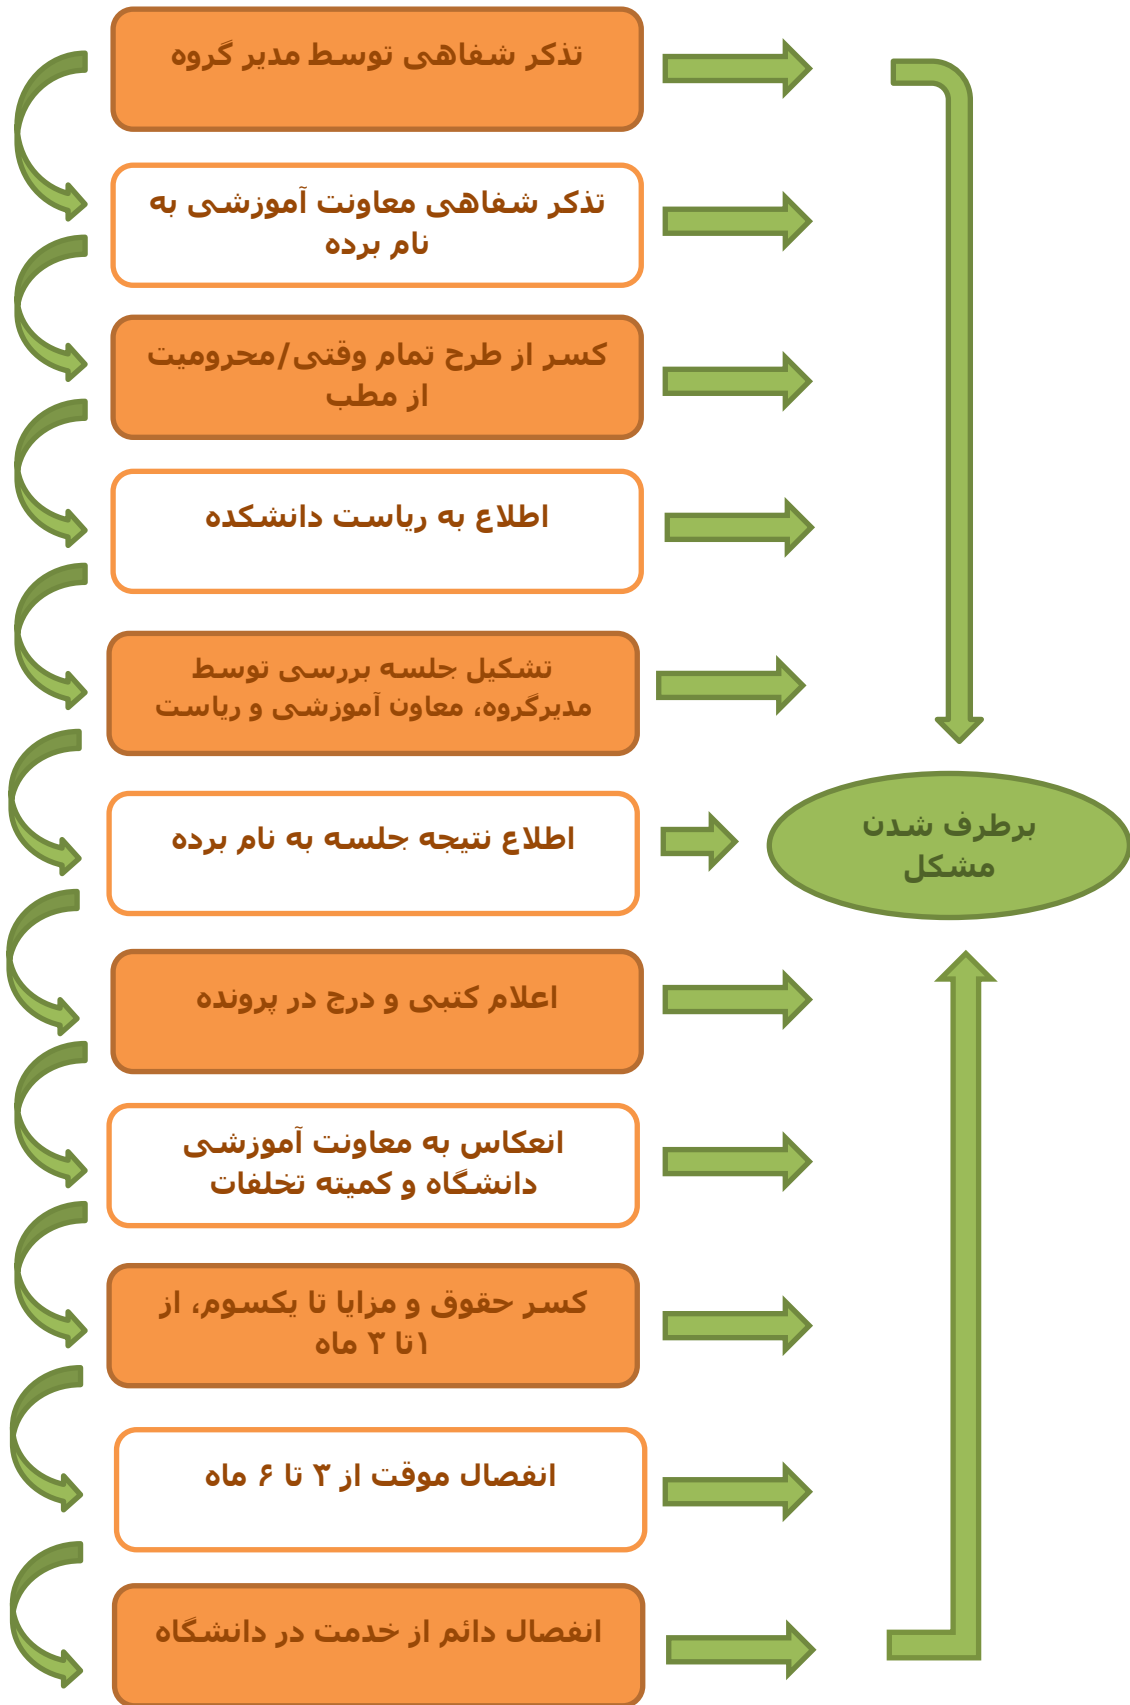 تذکر شفاهی توسط مدیر گروه
تذکر شفاهی معاونت آموزشی به
نام برده
کسر از طرح تمام وقتی/محرومیت
از مطب
اطلاع به ریاست دانشکده
تشکیل جلسه بررسی توسط
مدیرگروه، معاون آموزشی و ریاست
اطلاع نتیجه جلسه به نام برده
برطرف شدن
مشکل
اعلام کتبی و درج در پرونده
انعکاس به معاونت آموزشی
دانشگاه و کمیته تخلفات
کسر حقوق و مزایا تا یکسوم، از
۱تا ۳ ماه
انفصال موقت از ۳ تا ۶ ماه
انفصال دائم از خدمت در دانشگاه